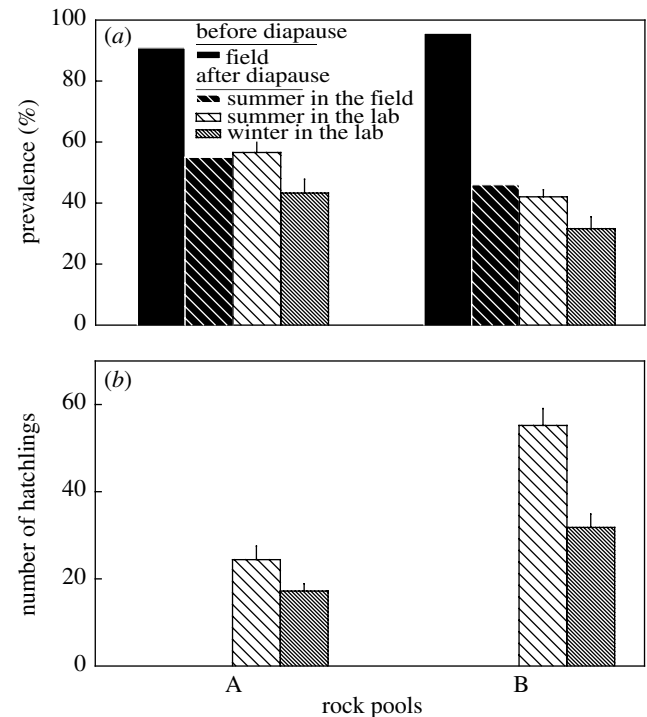 100
(a)
before diapause
field
after diapause
summer in the field
summer in the lab
winter in the lab
80
60
40
20
0
prevalence (%)
(b)
60
40
20
0
number of hatchlings
A
B
rock pools